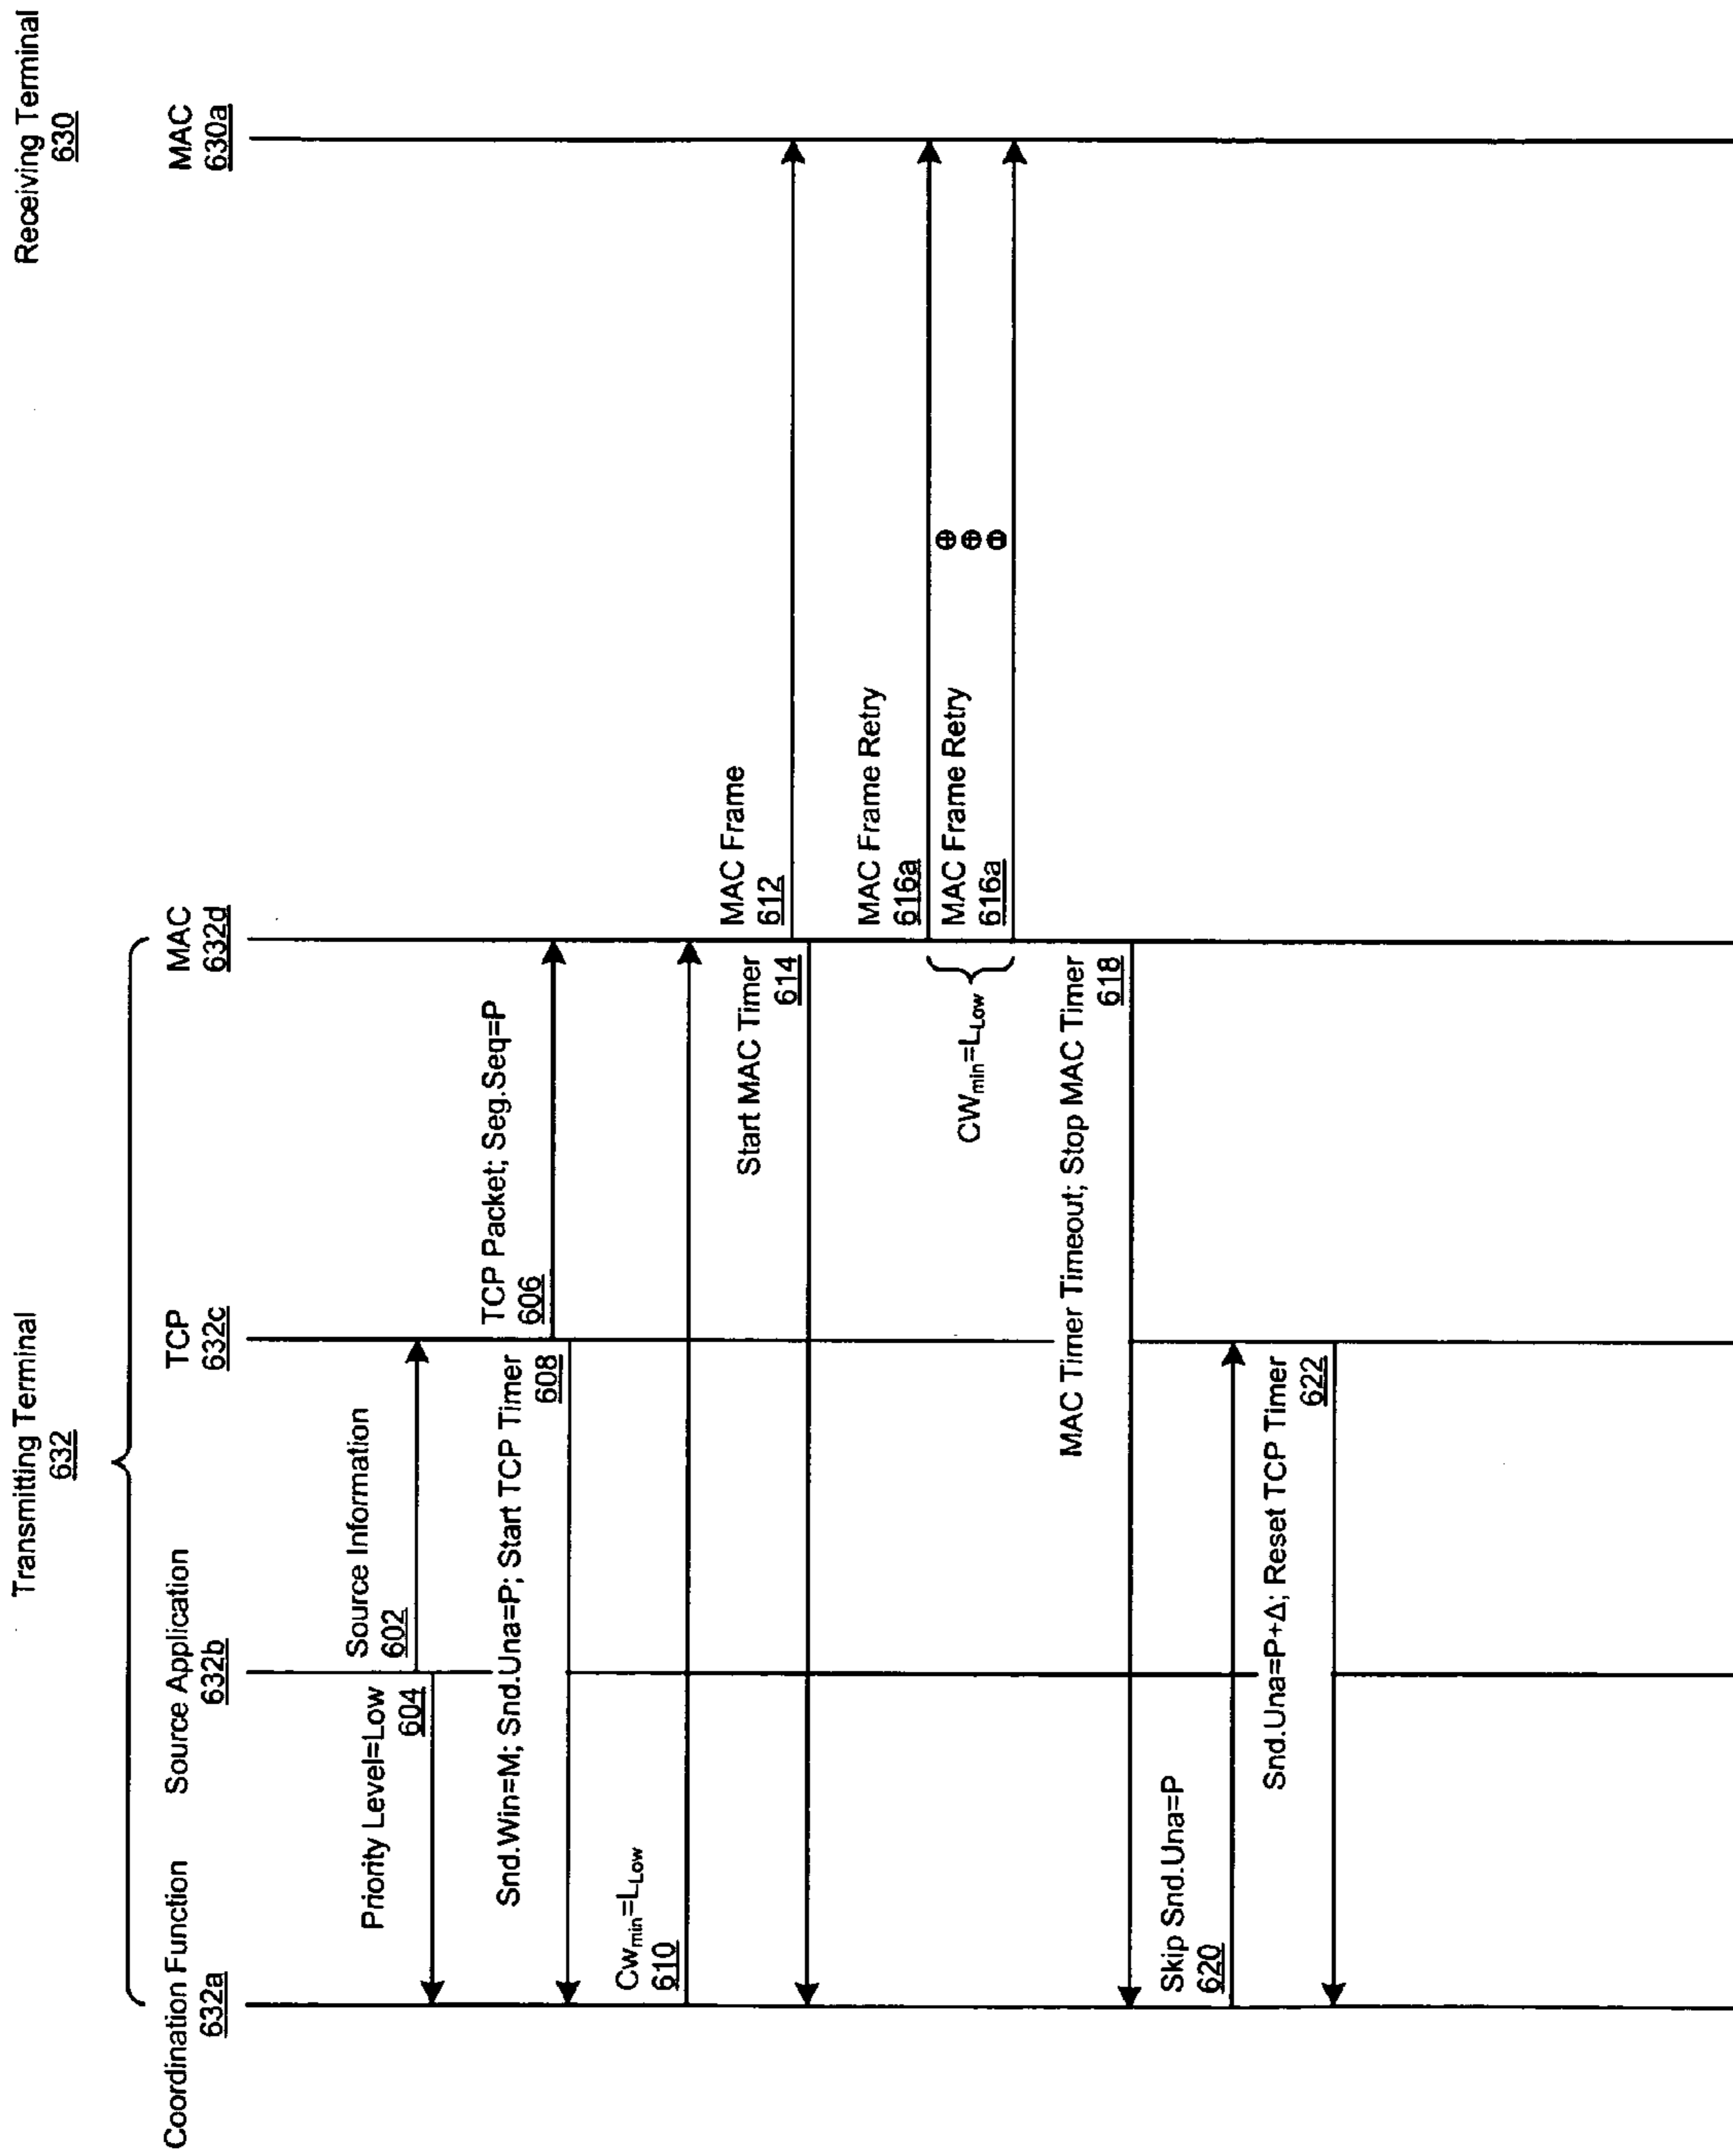 Transmitting Terminal
632
Receiving Terminal
630
Coordination Function
632a
Source Application
632b
TCP
632c
MAC
632d
MAC
630a
Source Information
602
Priority Level=Low
604
TCP Packet; Seg.Seq=P
606
Snd.Win=M; Snd.Una=P; Start TCP Timer
608
CWmin=LLow
610
MAC Frame
612
Start MAC Timer
614
MAC Frame Retry
616a
MAC Frame Retry
616a
CWmin=LLow
MAC Timer Timeout; Stop MAC Timer
618
Skip Snd.Una=P
620
Snd.Una=P+Δ; Reset TCP Timer
622